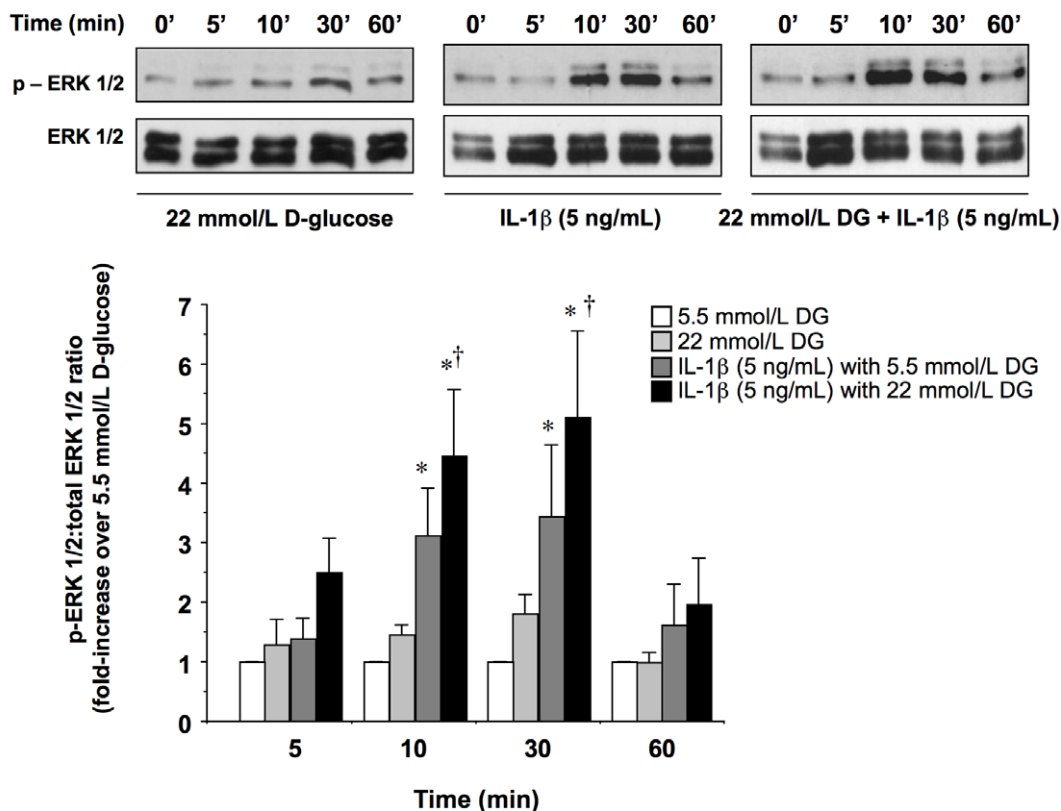 Time (min) 0’ 5’ 10’ 30’ 60’ 0’ 5’ 10’ 30’ 60’ 0’ 5’ 10’ 30’ 60’
p – ERK 1/2
ERK 1/2
22 mmol/L D-glucose IL-1β (5 ng/mL) 22 mmol/L DG + IL-1β (5 ng/mL)
p-ERK 1/2:total ERK 1/2 ratio
(fold-increase over 5.5 mmol/L D-glucose)
7
6
5
4
3
2
1
0
*†
* †
*
*
5.5 mmol/L DG
22 mmol/L DG
IL-1β (5 ng/mL) with 5.5 mmol/L DG
IL-1β (5 ng/mL) with 22 mmol/L DG
5 10 30 60
Time (min)